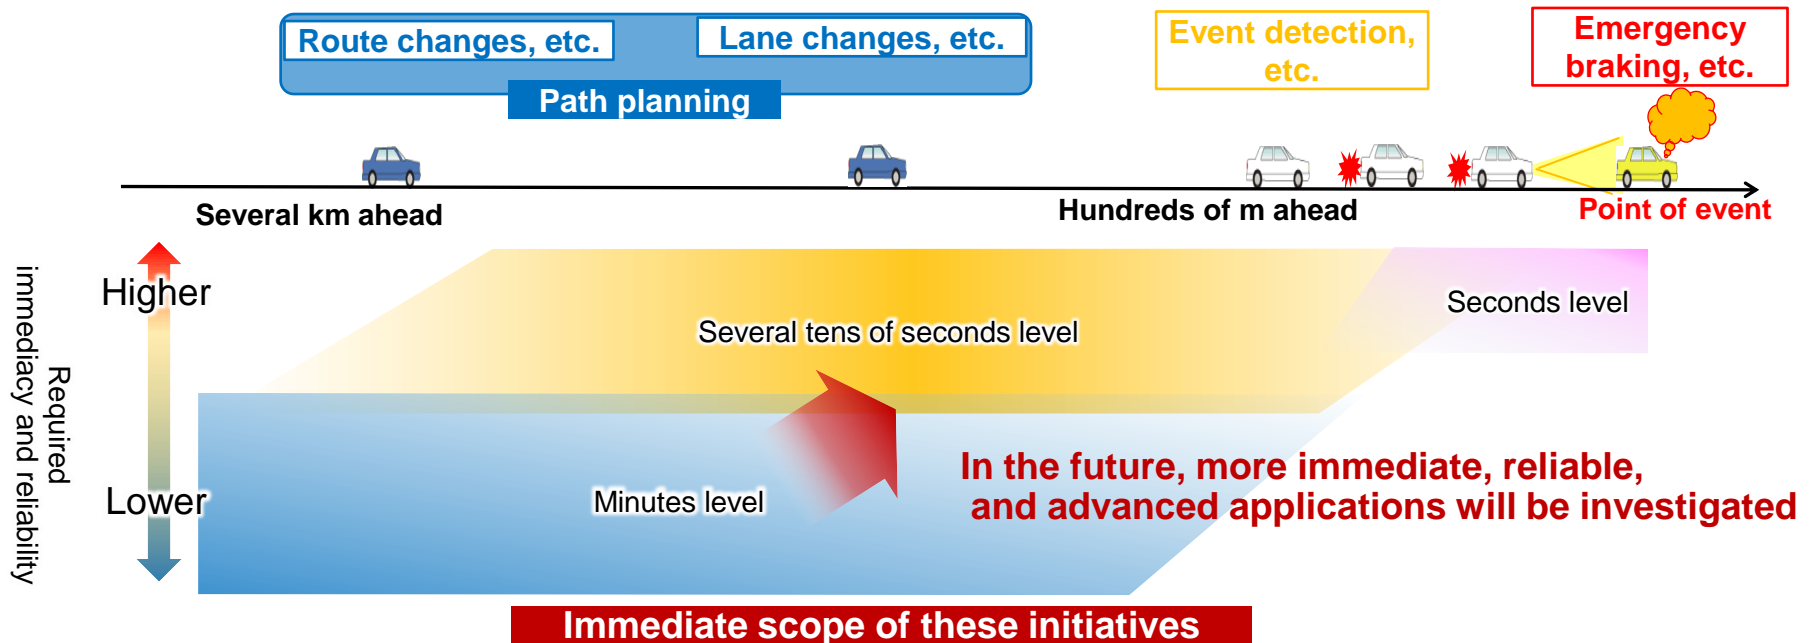 Route changes, etc.
Lane changes, etc.
Path planning
Event detection,
etc.
Emergency
braking, etc.
Several km ahead
Hundreds of m ahead
Point of event
Required
immediacy and reliability
Higher
Lower
Several tens of seconds level
Seconds level
Minutes level
In the future, more immediate, reliable,
and advanced applications will be investigated
Immediate scope of these initiatives